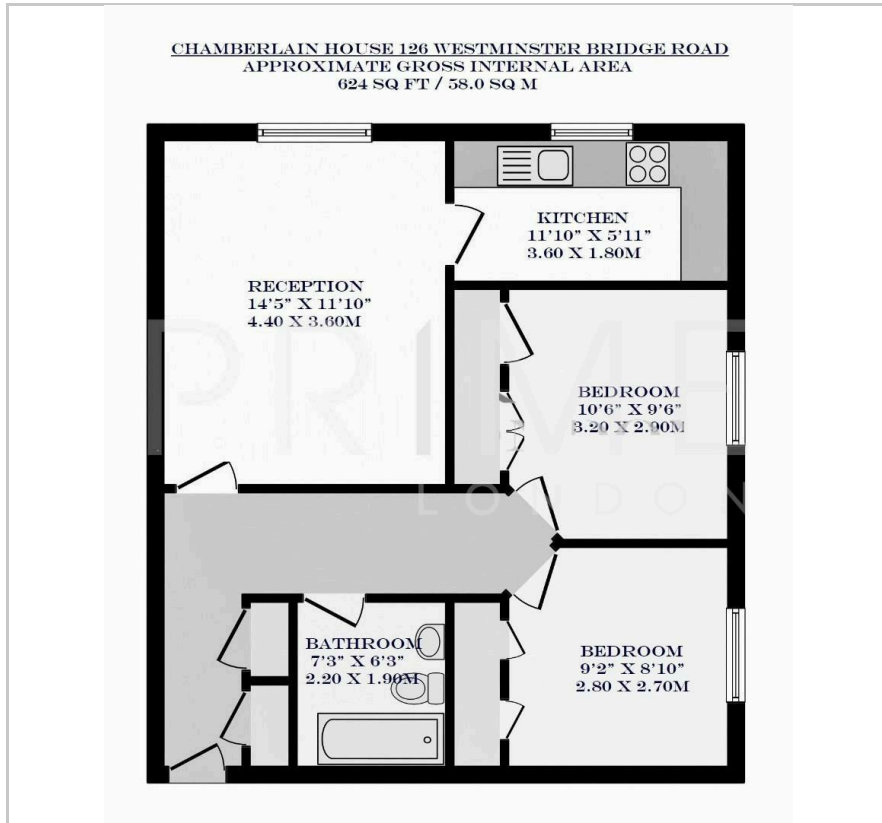 CHAMBERLAIN HOUSE 126 WESTMINSTER BRIDGE ROAD
APPROXIMATE GROSS INTERNAL AREA
624 SQ FT / 58.0 SQ M
KITCHEN
11'10" X 5'11"
3.60 X 1.80M
RECEPTION
14'5" X 11'10"
4.40 X 3.60M
PRIME
LONDON
BEDROOM
10'6" X 9'6"
3.20 X 2.90M
BATHROOM
7'3" X 6'3"
2.20 X 1.90M
BEDROOM
9'2" X 8'10"
2.80 X 2.70M